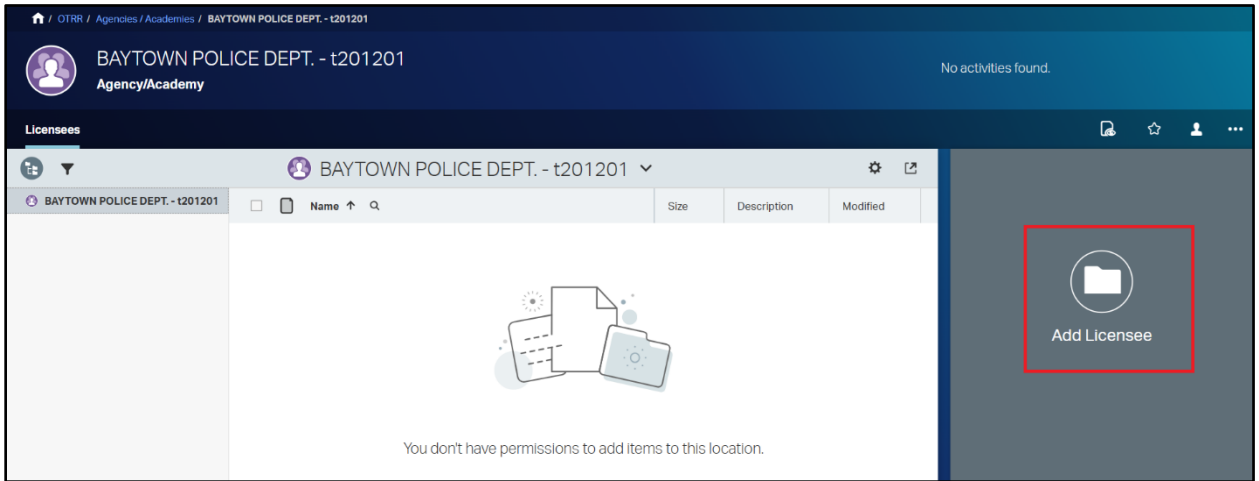 / OTRR / Agencies / Academies / BAYTOWN POLICE DEPT. - t201201
BAYTOWN POLICE DEPT. - t201201
Agency/Academy
No activities found.
Licensees
BAYTOWN POLICE DEPT. - t201201
BAYTOWN POLICE DEPT. - t201201
Name Size Description Modified
Add Licensee
You don't have permissions to add items to this location.